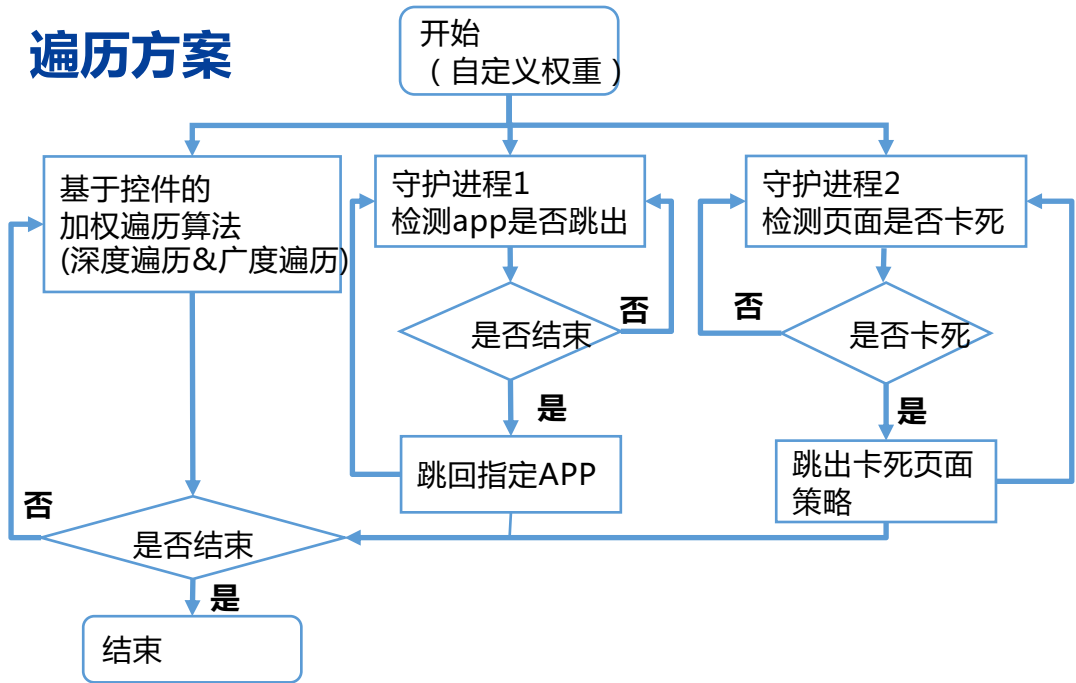 遍历方案
开始
（自定义权重）
基于控件的
加权遍历算法
(深度遍历&广度遍历)
守护进程1
检测app是否跳出
守护进程2
检测页面是否卡死
是否结束
否
否
是否卡死
是
是
跳回指定APP
跳出卡死页面
策略
否
是否结束
是
结束